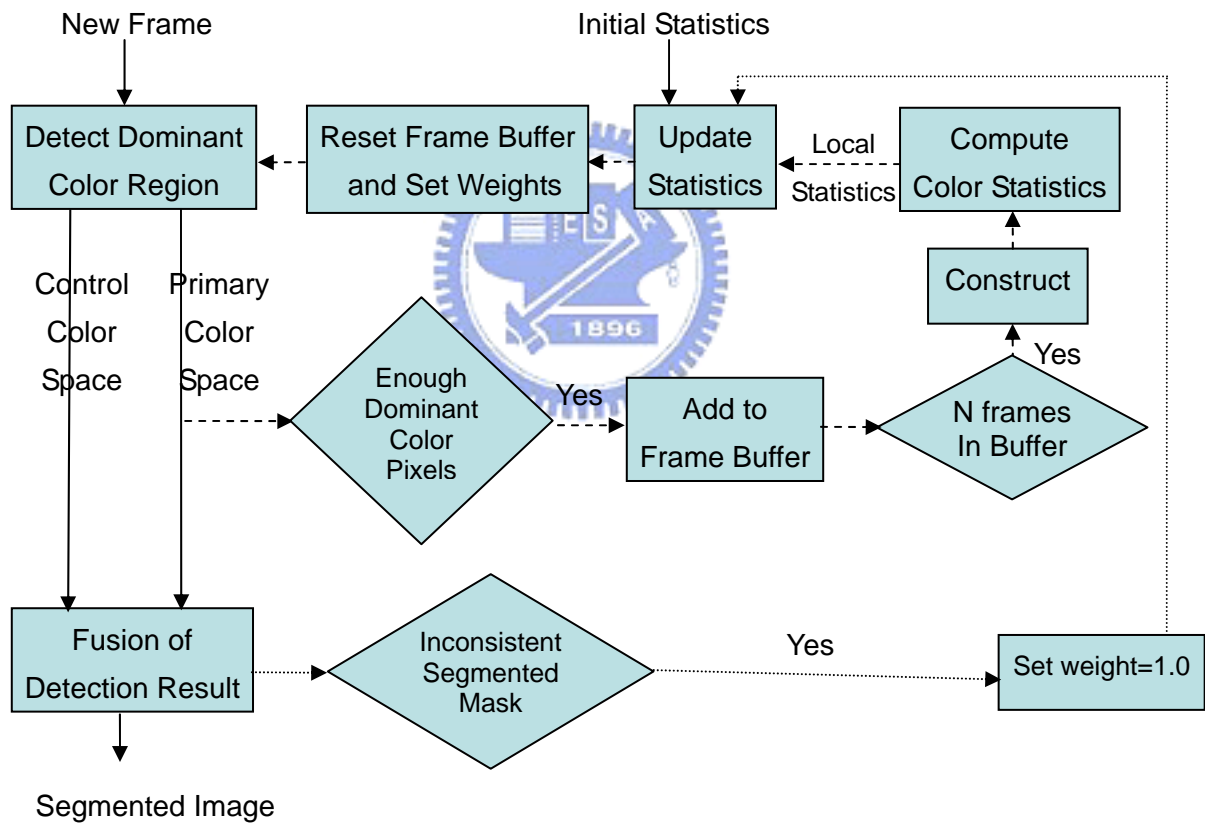 New Frame
Initial Statistics
Detect Dominant
Color Region
Reset Frame Buffer
and Set Weights
Update
Statistics
Local
Statistics
Compute
Color Statistics
Construct
Control
Color
Space
Primary
Color
Space
E S A
1896
Enough
Dominant
Color
Pixels
Yes
Add to
Frame Buffer
N frames
In Buffer
Yes
Fusion of
Detection Result
Inconsistent
Segmented
Mask
Yes
Set weight=1.0
Segmented Image